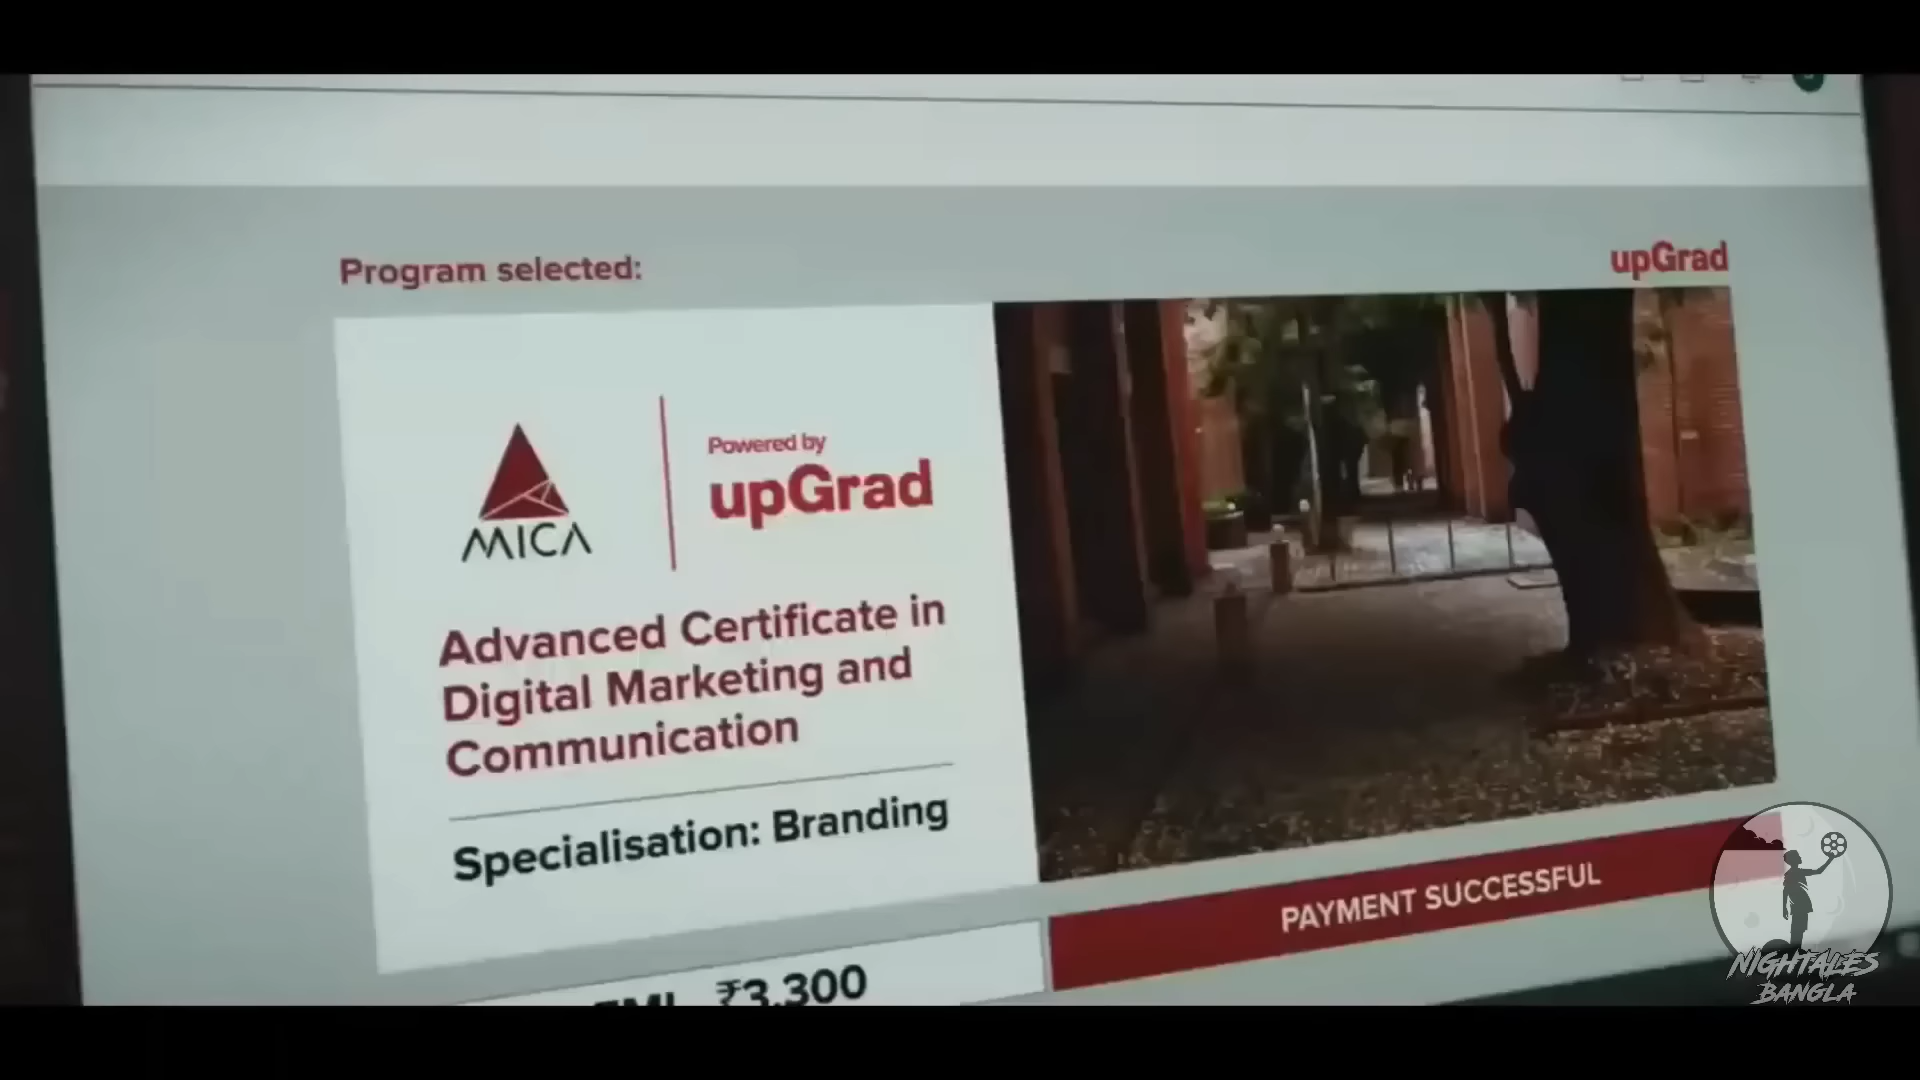 Program selected:
upGrad
MICA
Powered by
upGrad
Advanced Certificate in
Digital Marketing and
Communication
Specialisation: Branding
PAYMENT SUCCESSFUL
EMI ₹3,300
NIGHTALES
BANGLA